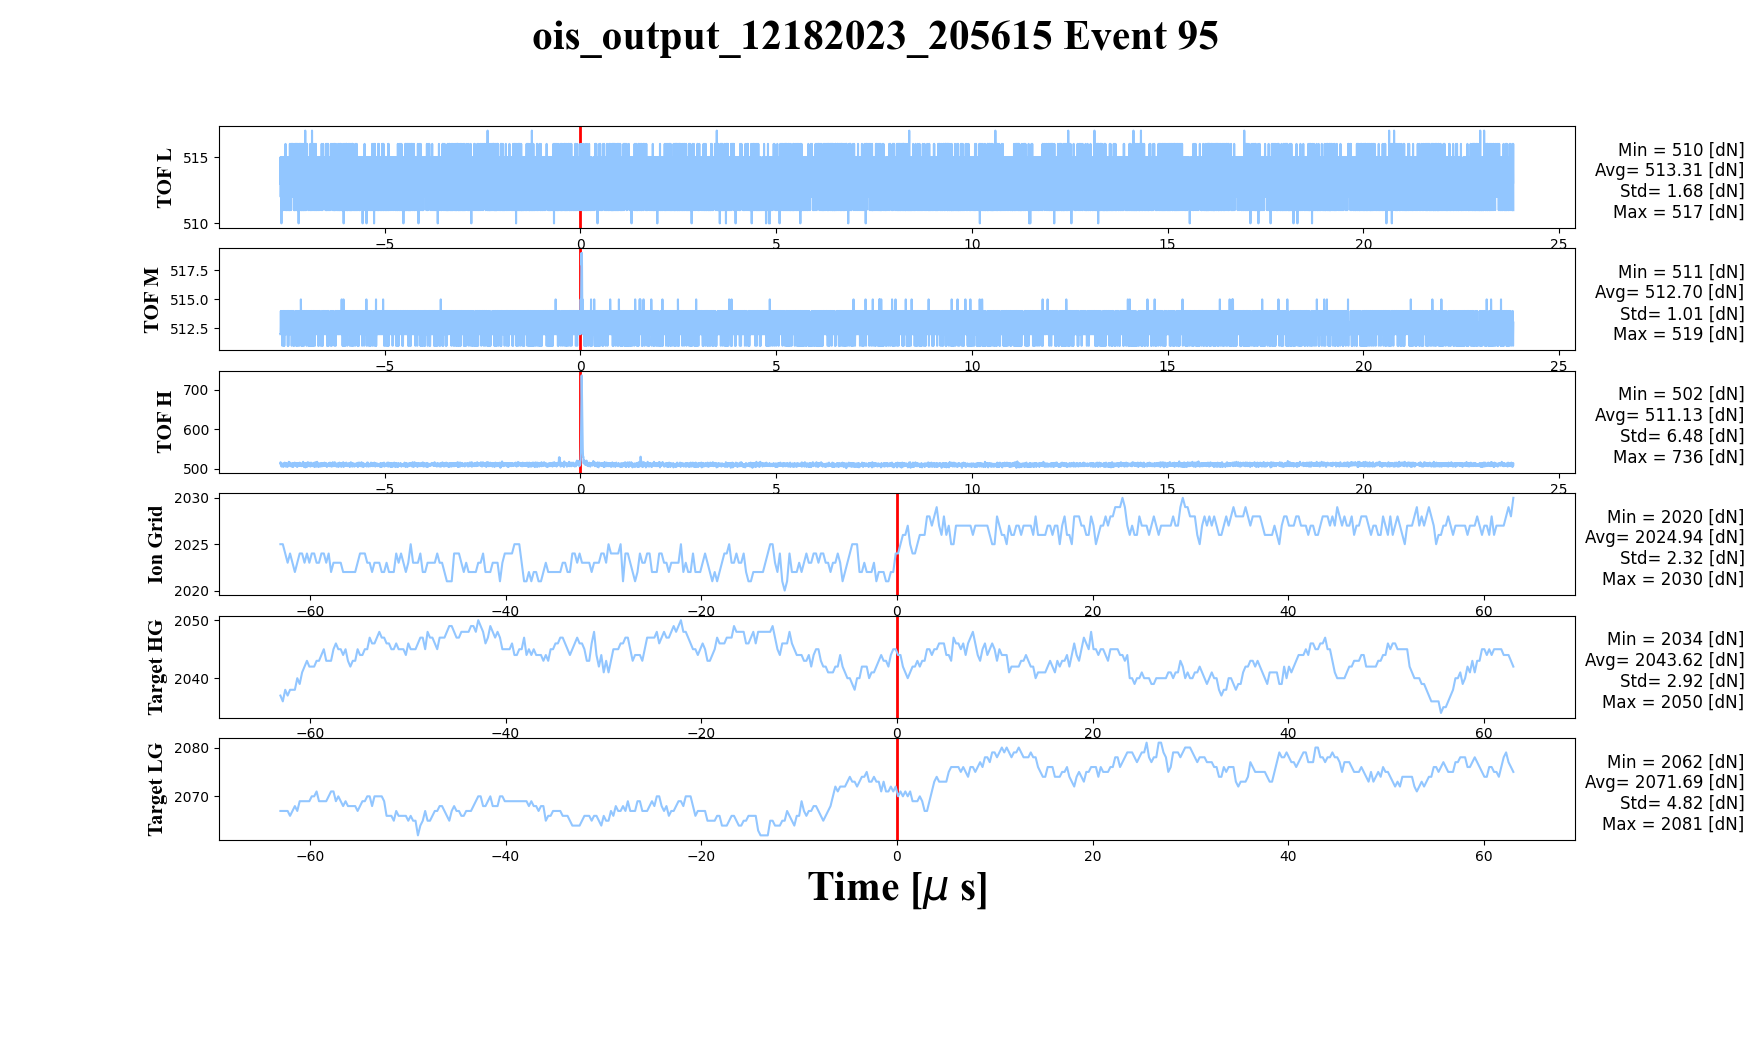 ois_output_12182023_205615 Event 95
TOF L
515
510
−5 0 5 10 15 20 25
Min = 510 [dN]
Avg= 513.31 [dN]
Std= 1.68 [dN]
Max = 517 [dN]
TOF M
517.5
515.0
512.5
−5 0 5 10 15 20 25
Min = 511 [dN]
Avg= 512.70 [dN]
Std= 1.01 [dN]
Max = 519 [dN]
TOF H
700
600
500
−5 0 5 10 15 20 25
Min = 502 [dN]
Avg= 511.13 [dN]
Std= 6.48 [dN]
Max = 736 [dN]
Ion Grid
2030
2025
2020
−60 −40 −20 0 20 40 60
Min = 2020 [dN]
Avg= 2024.94 [dN]
Std= 2.32 [dN]
Max = 2030 [dN]
Target HG
2050
2040
−60 −40 −20 0 20 40 60
Min = 2034 [dN]
Avg= 2043.62 [dN]
Std= 2.92 [dN]
Max = 2050 [dN]
Target LG
2080
2070
−60 −40 −20 0 20 40 60
Min = 2062 [dN]
Avg= 2071.69 [dN]
Std= 4.82 [dN]
Max = 2081 [dN]
Time [μ s]